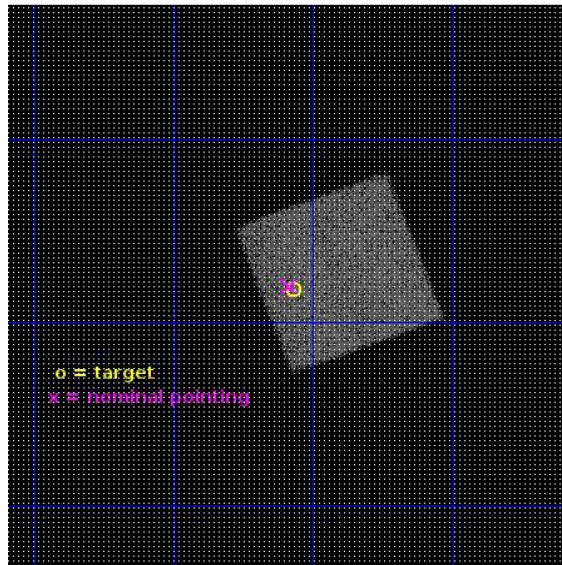 o = target
x = nominal pointing